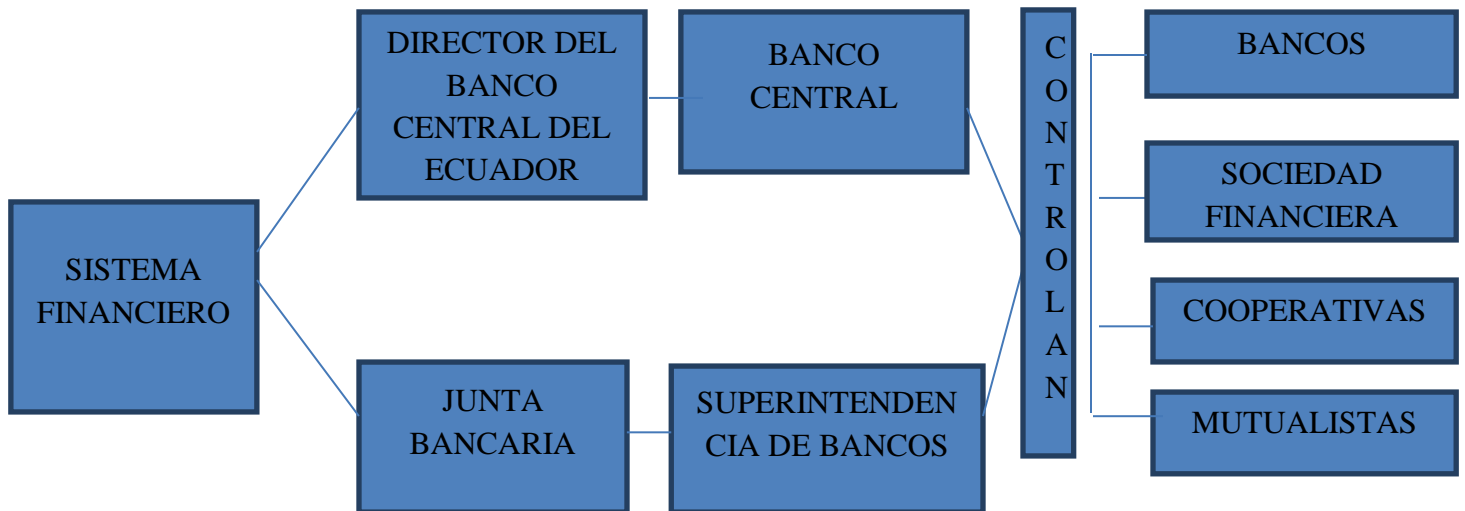 SISTEMA
FINANCIERO
DIRECTOR DEL
BANCO
CENTRAL DEL
ECUADOR
BANCO
CENTRAL
JUNTA
BANCARIA
SUPERINTENDEN
CIA DE BANCOS
C
O
N
T
R
O
L
A
N
BANCOS
SOCIEDAD
FINANCIERA
COOPERATIVAS
MUTUALISTAS